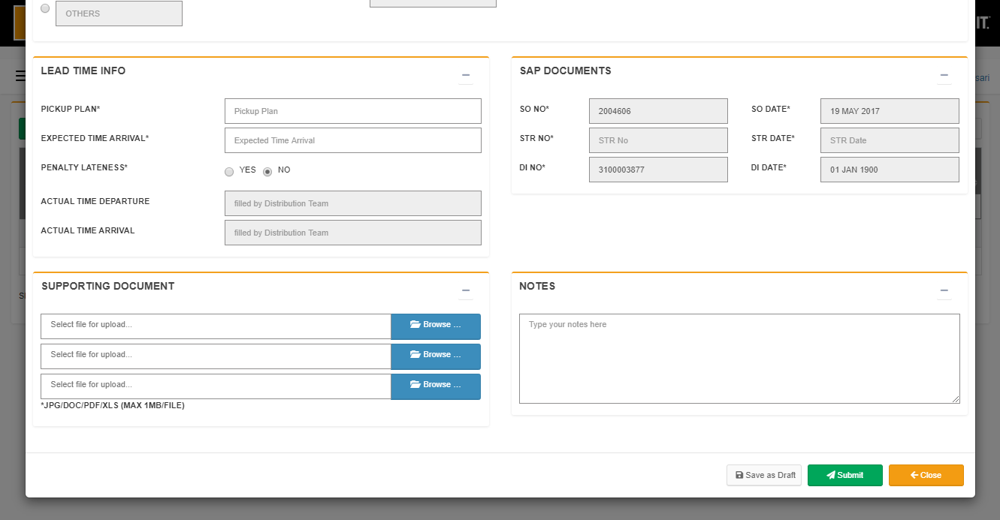 OTHERS
IT.
sari
LEAD TIME INFO
PICKUP PLAN*
Pickup Plan
EXPECTED TIME ARRIVAL*
Expected Time Arrival
PENALTY LATENESS*
YES NO
ACTUAL TIME DEPARTURE
filled by Distribution Team
ACTUAL TIME ARRIVAL
filled by Distribution Team
SAP DOCUMENTS
SO NO*
2004606
SO DATE*
19 MAY 2017
STR NO*
STR No
STR DATE*
STR Date
DI NO*
3100003877
DI DATE*
01 JAN 1900
SUPPORTING DOCUMENT
Select file for upload...
Browse ...
Select file for upload...
Browse ...
Select file for upload...
Browse ...
*JPG/DOC/PDF/XLS (MAX 1MB/FILE)
NOTES
Type your notes here
Save as Draft
Submit
Close